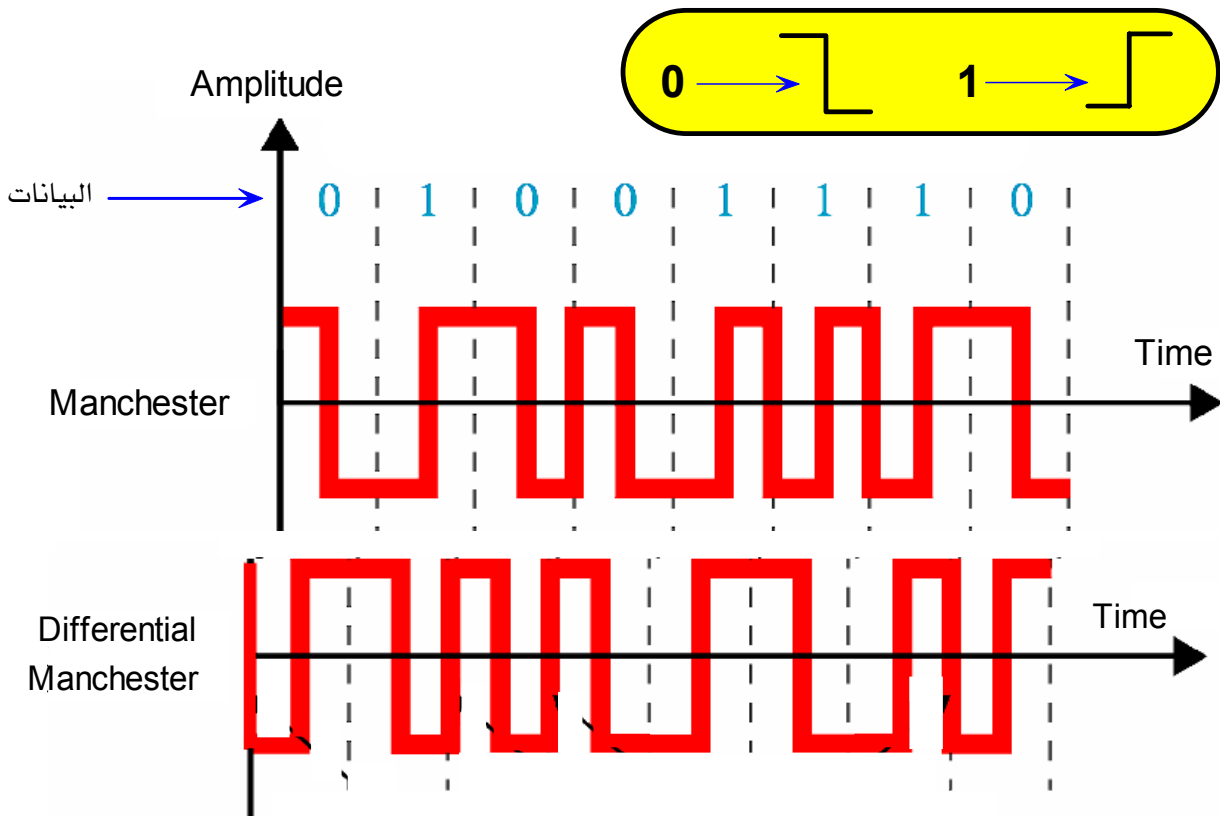 0 1
Amplitude
البيانات
0 1 0 0 1 1 1 0
Time
Manchester
Time
Differential
Manchester